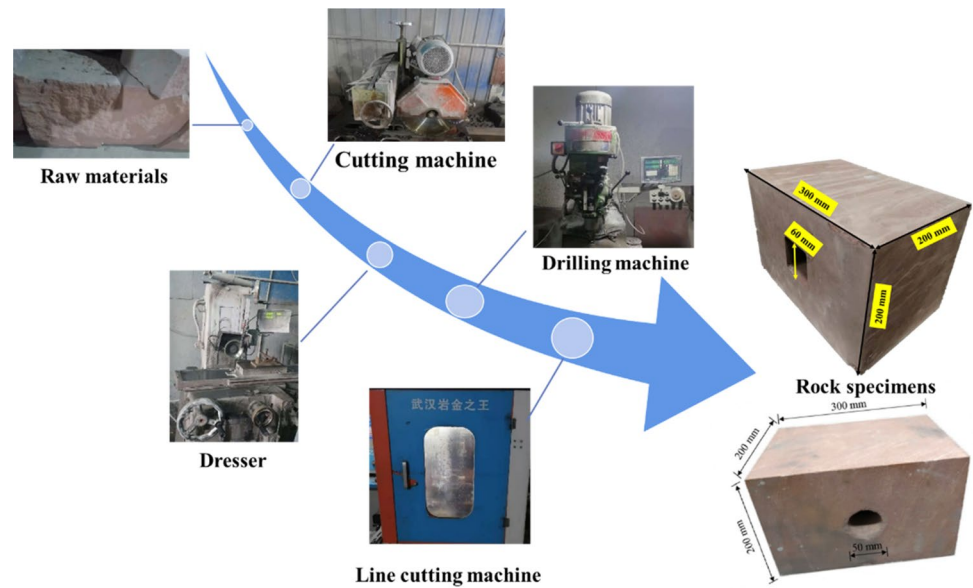 Raw materials
Cutting machine
Drilling machine
Dresser
武汉岩金之王
Line cutting machine
300 mm
200 mm
60 mm
200 mm
Rock specimens
300 mm
200 mm
200 mm
50 mm